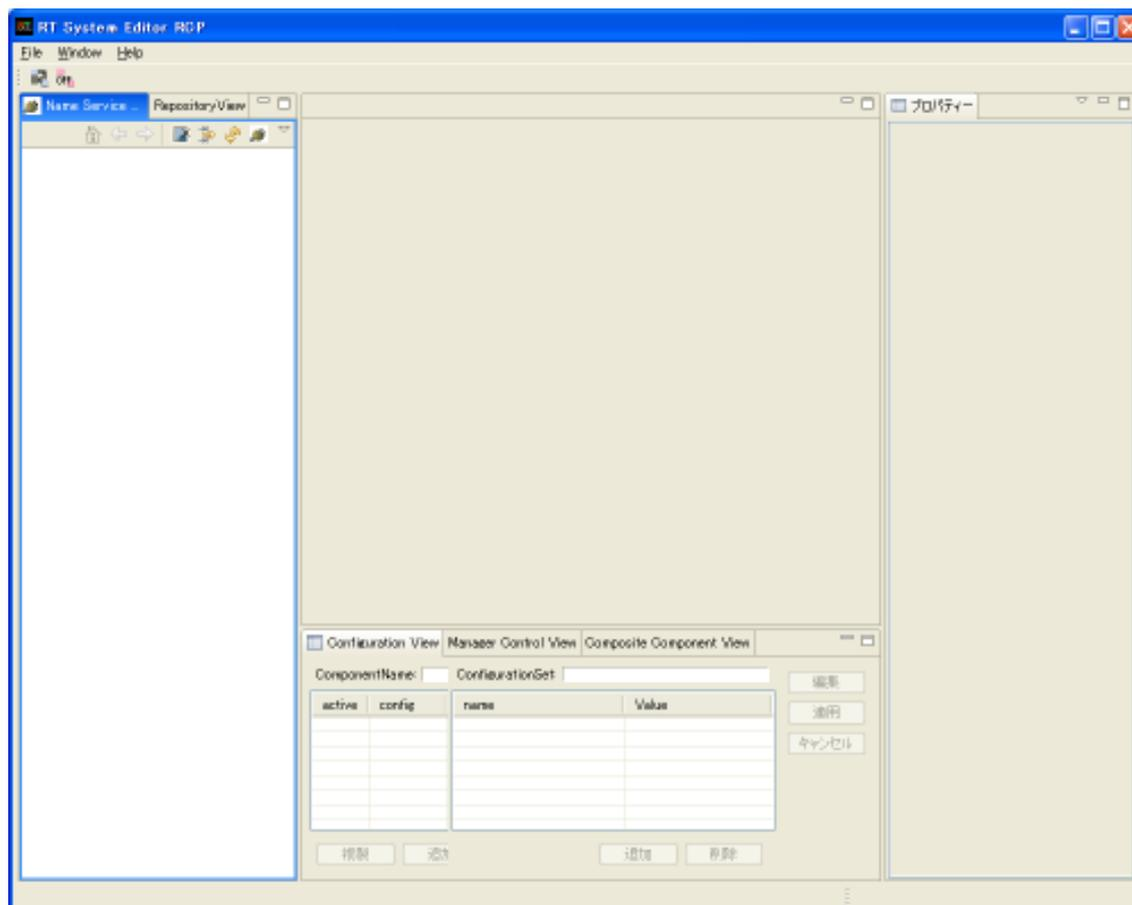 RT System Editor RCP
File Window Help
Name Service ...
RepositoryView
プロパティー
Configuration View
Manager Control View
Composite Component View
ComponentName:
ConfigurationSet:
編集
active
config
name
Value
適用
キャンセル
複製
追加
追加
削除